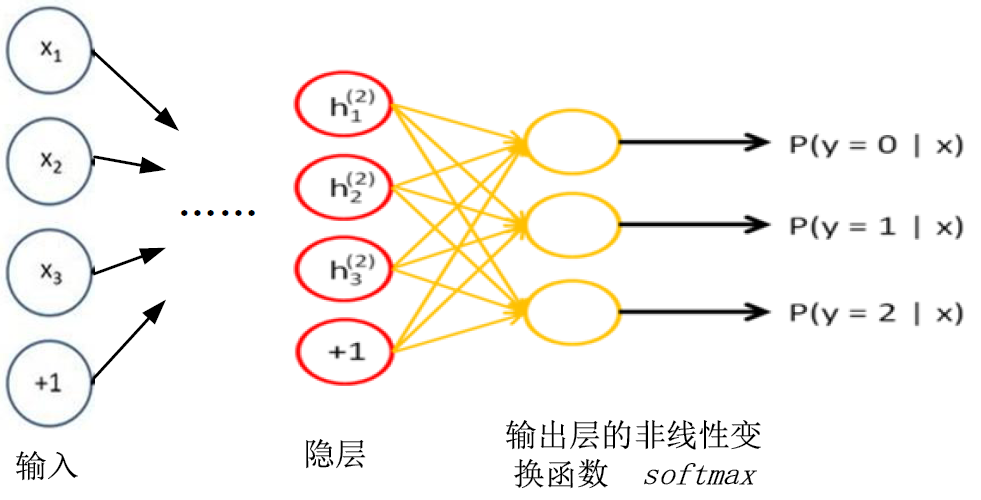 x₁
x₂
x₃
+1
输入
……
h₁⁽²⁾
h₂⁽²⁾
h₃⁽²⁾
+1
隐层
输出层的非线性变
换函数 softmax
P(y = 0 | x)
P(y = 1 | x)
P(y = 2 | x)